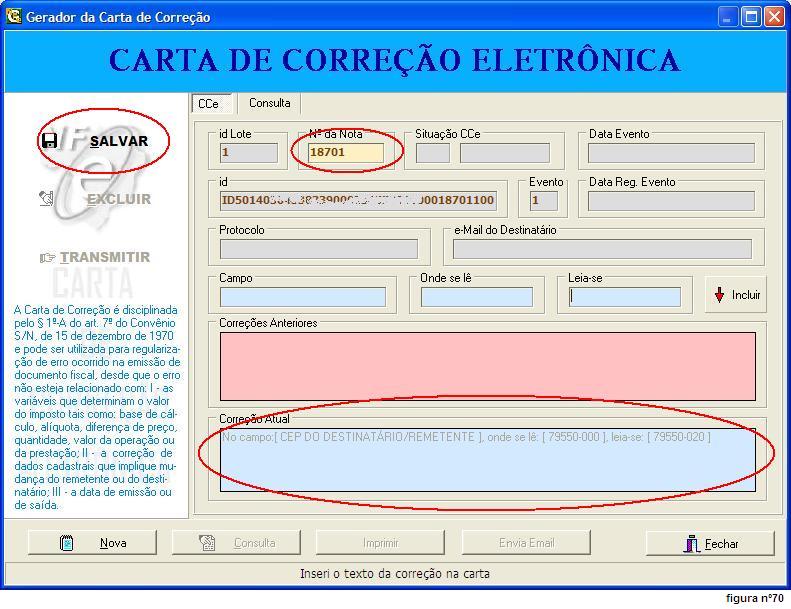 Gerador da Carta de Correção
CARTA DE CORREÇÃO ELETRÔNICA
CCe Consulta
SALVAR
EXCLUIR
TRANSMITIR
CARTA
A Carta de Correção é disciplinada
pelo § 1º-A do art. 7º do Convênio
S/N, de 15 de dezembro de 1970
e pode ser utilizada para regulariza-
ção de erro ocorrido na emissão de
documento fiscal, desde que o erro
não esteja relacionado com: I - as
variáveis que determinam o valor
do imposto tais como: base de cál-
culo, alíquota, diferença de preço,
quantidade, valor da operação ou
da prestação; II - a correção de
dados cadastrais que implique mu-
dança do remetente ou do desti-
natário; III - a data de emissão ou
de saída.
id Lote Nº da Nota Situação CCe Data Evento
1 18701
id Evento Data Reg. Evento
1
Protocolo e-Mail do Destinatário
Campo Onde se lê Leia-se
Incluir
Correções Anteriores
Correção Atual
No campo:[ CEP DO DESTINATÁRIO/REMETENTE ], onde se lê: [ 79550-000 ], leia-se: [ 79550-020 ]
Nova Consulta Imprimir Envia Email Fechar
Inseri o texto da correção na carta
figura nº70